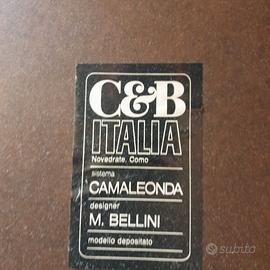 C&B
ITALIA
Novedrate, Como
sistema
CAMALEONDA
designer
M. BELLINI
modello depositato
subito